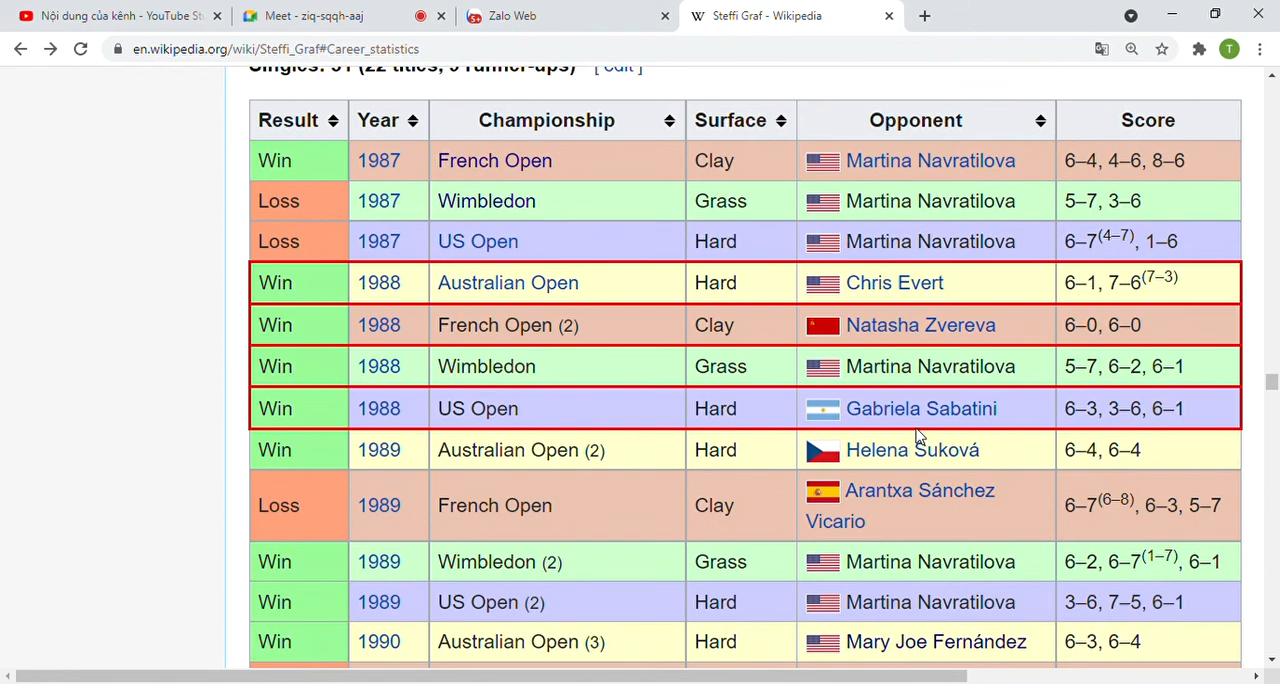 Nội dung của kênh - YouTube St
Meet - ziq-sqqh-aaj
Zalo Web
Steffi Graf - Wikipedia
en.wikipedia.org/wiki/Steffi_Graf#Career_statistics
T
[ edit ]
Result Year Championship Surface Opponent Score
Win 1987 French Open Clay Martina Navratilova 6–4, 4–6, 8–6
Loss 1987 Wimbledon Grass Martina Navratilova 5–7, 3–6
Loss 1987 US Open Hard Martina Navratilova 6–7(4–7), 1–6
Win 1988 Australian Open Hard Chris Evert 6–1, 7–6(7–3)
Win 1988 French Open (2) Clay Natasha Zvereva 6–0, 6–0
Win 1988 Wimbledon Grass Martina Navratilova 5–7, 6–2, 6–1
Win 1988 US Open Hard Gabriela Sabatini 6–3, 3–6, 6–1
Win 1989 Australian Open (2) Hard Helena Suková 6–4, 6–4
Loss 1989 French Open Clay Arantxa Sánchez Vicario 6–7(6–8), 6–3, 5–7
Win 1989 Wimbledon (2) Grass Martina Navratilova 6–2, 6–7(1–7), 6–1
Win 1989 US Open (2) Hard Martina Navratilova 3–6, 7–5, 6–1
Win 1990 Australian Open (3) Hard Mary Joe Fernández 6–3, 6–4